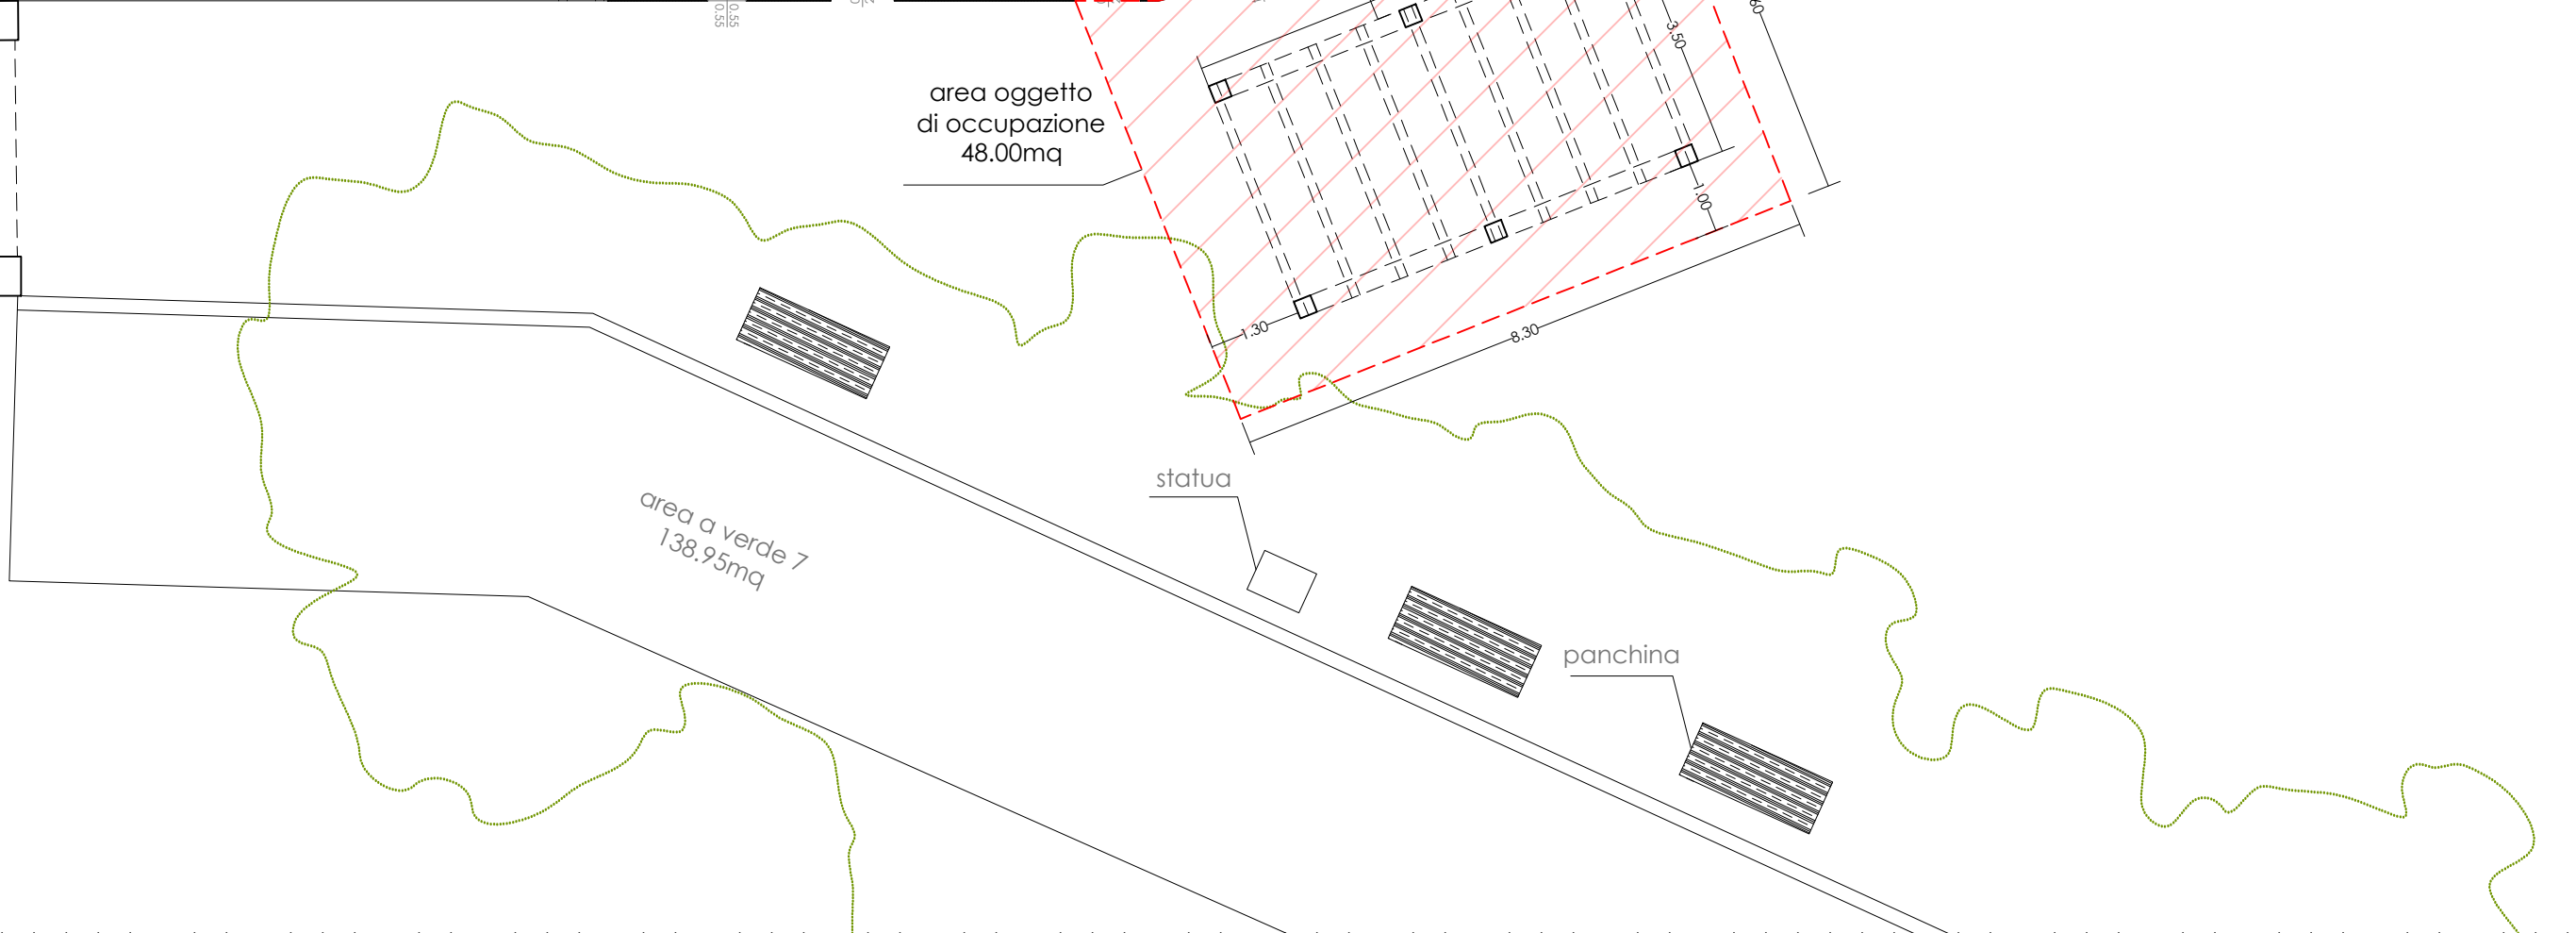 0.55
0.55
60
3.50
area oggetto
di occupazione
48.00mq
1.00
1.30
8.30
statua
area a verde 7
138.95mq
panchina